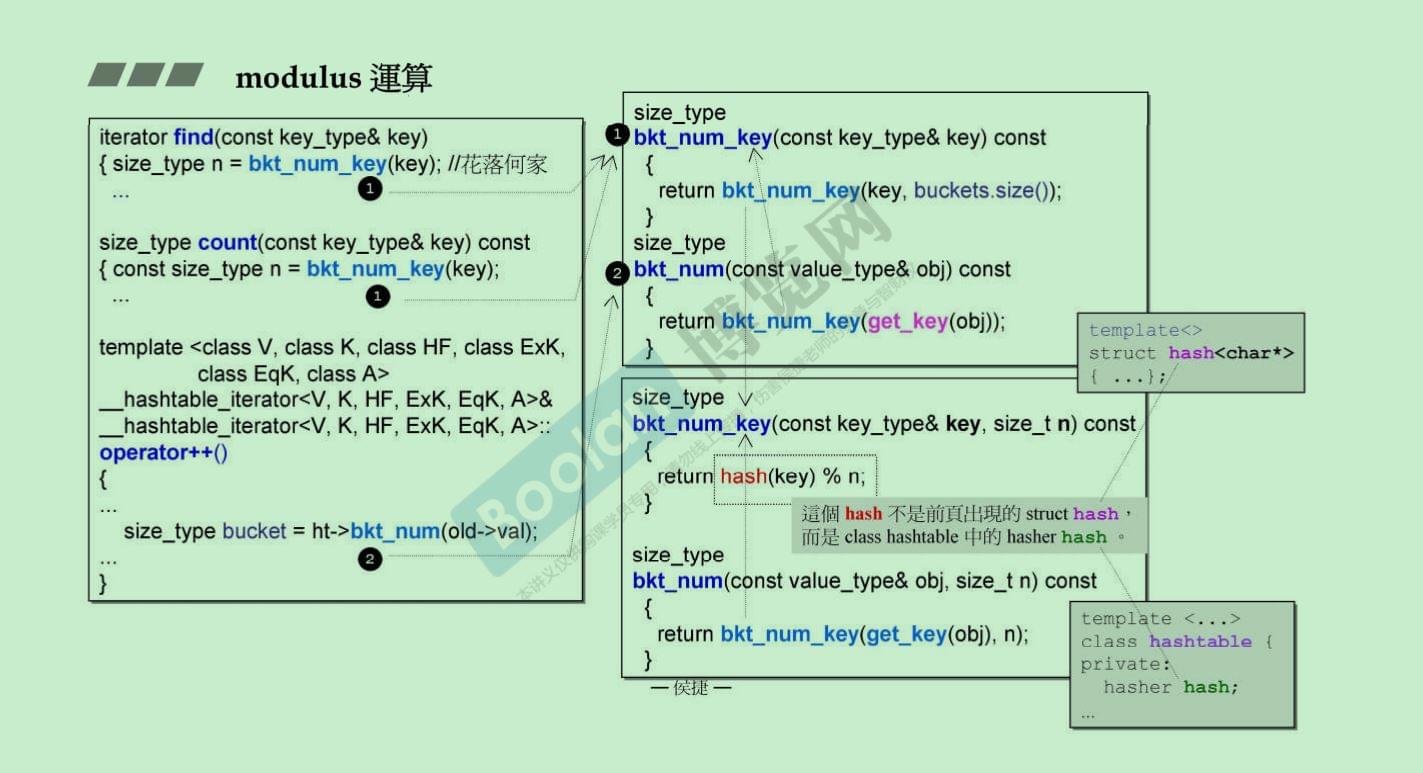 modulus 運算
iterator find(const key_type& key)
{ size_type n = bkt_num_key(key); //花落何家
1
...
size_type count(const key_type& key) const
{ const size_type n = bkt_num_key(key);
...
1
template <class V, class K, class HF, class ExK,
class EqK, class A>
__hashtable_iterator<V, K, HF, ExK, EqK, A>&
__hashtable_iterator<V, K, HF, ExK, EqK, A>::
operator++()
{
...
size_type bucket = ht->bkt_num(old->val);
...
2
}
size_type
1 bkt_num_key(const key_type& key) const
{
return bkt_num_key(key, buckets.size());
}
size_type
2 bkt_num(const value_type& obj) const
{
return bkt_num_key(get_key(obj));
}
size_type
bkt_num_key(const key_type& key, size_t n) const
{
return hash(key) % n;
}
size_type
bkt_num(const value_type& obj, size_t n) const
{
return bkt_num_key(get_key(obj), n);
}
template<>
struct hash<char*>
{ ...};
這個 hash 不是前頁出現的 struct hash，
而是 class hashtable 中的 hasher hash 。
template <...>
class hashtable {
private:
hasher hash;
...
— 侯捷 —
Boolan 博览网